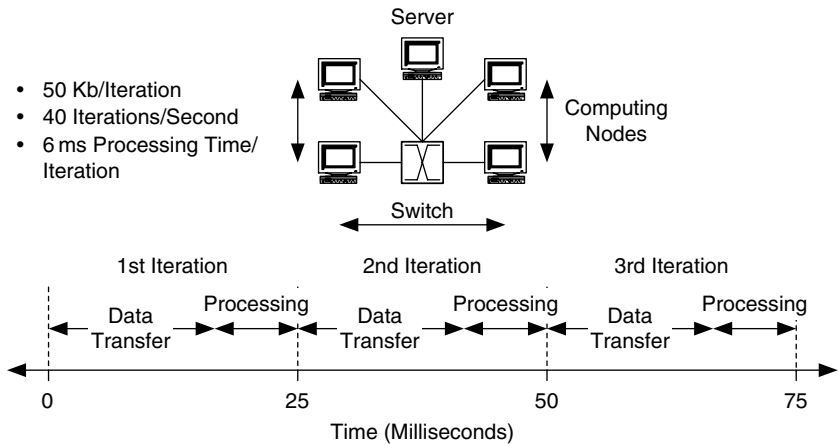 Server
• 50 Kb/Iteration
• 40 Iterations/Second
• 6 ms Processing Time/
Iteration
Computing
Nodes
Switch
1st Iteration
2nd Iteration
3rd Iteration
Data
Transfer
Processing
Data
Transfer
Processing
Data
Transfer
Processing
0
25
50
75
Time (Milliseconds)